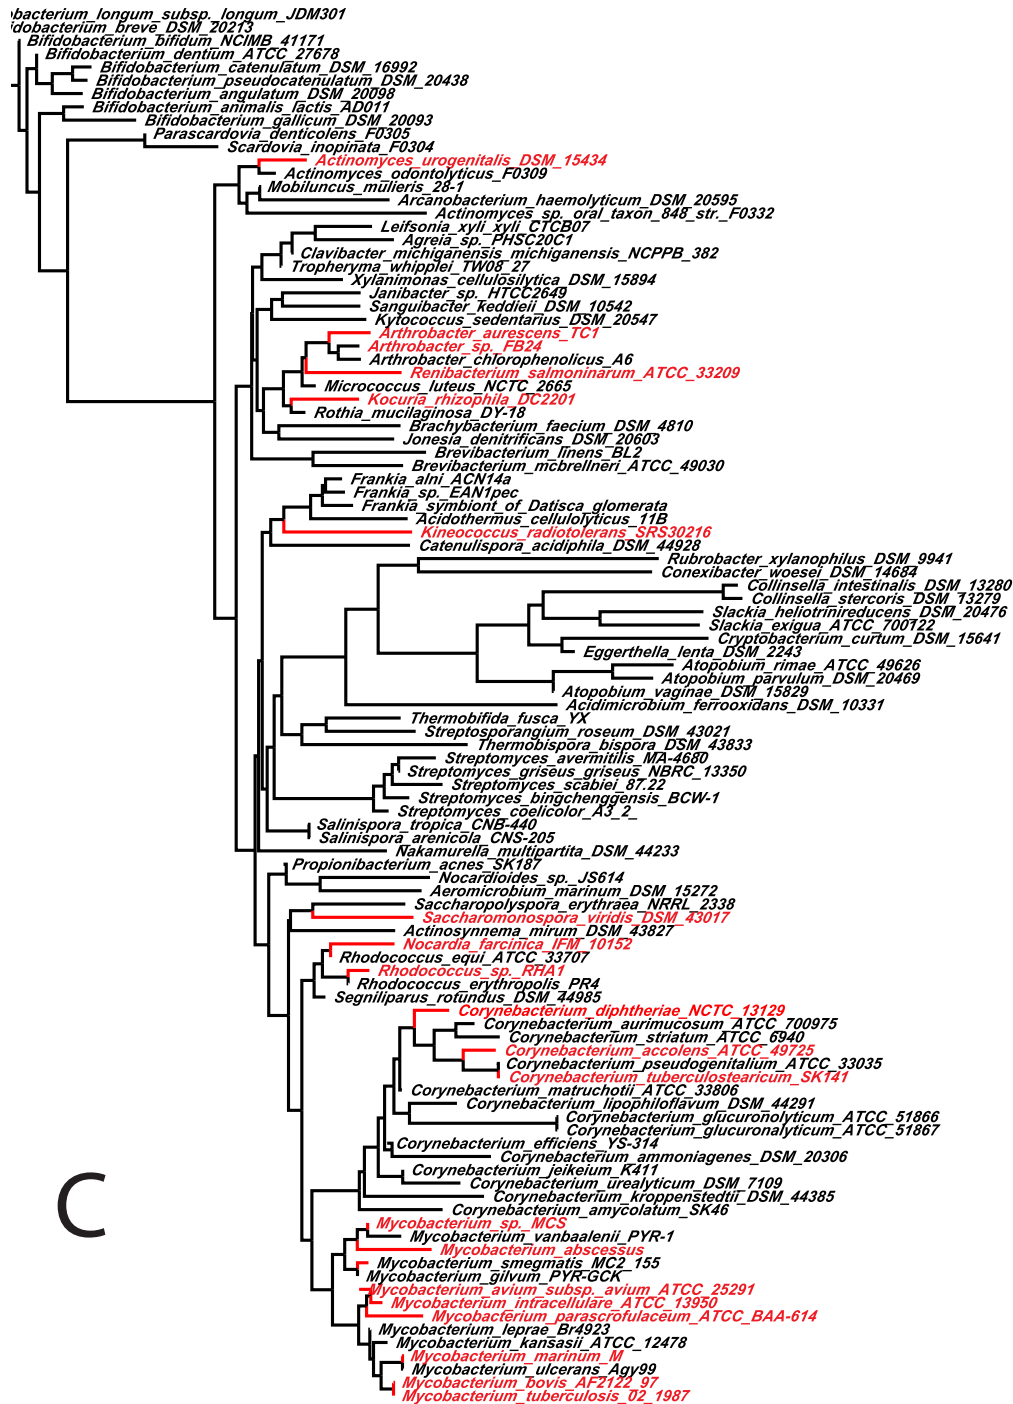 bacterium_longum_subsp._longum_JDM301
idobacterium_breve_DSM_20213
Bifidobacterium_bifidum_NCIMB_41171
Bifidobacterium_dentium_ATCC_27678
Bifidobacterium_catenulatum_DSM_16992
Bifidobacterium_pseudocatenulatum_DSM_20438
Bifidobacterium_angulatum_DSM_20098
Bifidobacterium_animalis_lactis_AD011
Bifidobacterium_gallicum_DSM_20093
Parascardovia_denticolens_F0305
Scardovia_inopinata_F0304
Actinomyces_urogenitalis_DSM_15434
Actinomyces_odontolyticus_F0309
Mobiluncus_mulieris_28-1
Arcanobacterium_haemolyticum_DSM_20595
Actinomyces_sp._oral_taxon_848_str._F0332
Leifsonia_xyli_xyli_CTCB07
Agreia_sp._PHSC20C1
Clavibacter_michiganensis_michiganensis_NCPPB_382
Tropheryma_whipplei_TW08_27
Xylanimonas_cellulosilytica_DSM_15894
Janibacter_sp._HTCC2649
Sanguibacter_keddieii_DSM_10542
Kytococcus_sedentarius_DSM_20547
Arthrobacter_aurescens_TC1
Arthrobacter_sp._FB24
Arthrobacter_chlorophenolicus_A6
Renibacterium_salmoninarum_ATCC_33209
Micrococcus_luteus_NCTC_2665
Kocuria_rhizophila_DC2201
Rothia_mucilaginosa_DY-18
Brachybacterium_faecium_DSM_4810
Jonesia_denitrificans_DSM_20603
Brevibacterium_linens_BL2
Brevibacterium_mcbrellneri_ATCC_49030
Frankia_alni_ACN14a
Frankia_sp._EAN1pec
Frankia_symbiont_of_Datisca_glomerata
Acidothermus_cellulolyticus_11B
Kineococcus_radiotolerans_SRS30216
Catenulispora_acidiphila_DSM_44928
Rubrobacter_xylanophilus_DSM_9941
Conexibacter_woesei_DSM_14684
Collinsella_intestinalis_DSM_13280
Collinsella_stercoris_DSM_13279
Slackia_heliotrinireducens_DSM_20476
Slackia_exigua_ATCC_700122
Cryptobacterium_curtum_DSM_15641
Eggerthella_lenta_DSM_2243
Atopobium_rimae_ATCC_49626
Atopobium_parvulum_DSM_20469
Atopobium_vaginae_DSM_15829
Acidimicrobium_ferrooxidans_DSM_10331
Thermobifida_fusca_YX
Streptosporangium_roseum_DSM_43021
Thermobispora_bispora_DSM_43833
Streptomyces_avermitilis_MA-4680
Streptomyces_griseus_griseus_NBRC_13350
Streptomyces_scabiei_87.22
Streptomyces_bingchenggensis_BCW-1
Streptomyces_coelicolor_A3_2_
Salinispora_tropica_CNB-440
Salinispora_arenicola_CNS-205
Nakamurella_multipartita_DSM_44233
Propionibacterium_acnes_SK187
Nocardioides_sp._JS614
Aeromicrobium_marinum_DSM_15272
Saccharopolyspora_erythraea_NRRL_2338
Saccharomonospora_viridis_DSM_43017
Actinosynnema_mirum_DSM_43827
Nocardia_farcinica_IFM_10152
Rhodococcus_equi_ATCC_33707
Rhodococcus_sp._RHA1
Rhodococcus_erythropolis_PR4
Segniliparus_rotundus_DSM_44985
Corynebacterium_diphtheriae_NCTC_13129
Corynebacterium_aurimucosum_ATCC_700975
Corynebacterium_striatum_ATCC_6940
Corynebacterium_accolens_ATCC_49725
Corynebacterium_pseudogenitalium_ATCC_33035
Corynebacterium_tuberculostearicum_SK141
Corynebacterium_matruchotii_ATCC_33806
Corynebacterium_lipophiloflavum_DSM_44291
Corynebacterium_glucuronolyticum_ATCC_51866
Corynebacterium_glucuronalyticum_ATCC_51867
Corynebacterium_efficiens_YS-314
Corynebacterium_ammoniagenes_DSM_20306
Corynebacterium_jeikeium_K411
Corynebacterium_urealyticum_DSM_7109
Corynebacterium_kroppenstedtii_DSM_44385
Corynebacterium_amycolatum_SK46
C
Mycobacterium_sp._MCS
Mycobacterium_vanbaalenii_PYR-1
Mycobacterium_abscessus
Mycobacterium_smegmatis_MC2_155
Mycobacterium_gilvum_PYR-GCK
Mycobacterium_avium_subsp._avium_ATCC_25291
Mycobacterium_intracellulare_ATCC_13950
Mycobacterium_parascrofulaceum_ATCC_BAA-614
Mycobacterium_leprae_Br4923
Mycobacterium_kansasii_ATCC_12478
Mycobacterium_marinum_M
Mycobacterium_ulcerans_Agy99
Mycobacterium_bovis_AF2122_97
Mycobacterium_tuberculosis_02_1987